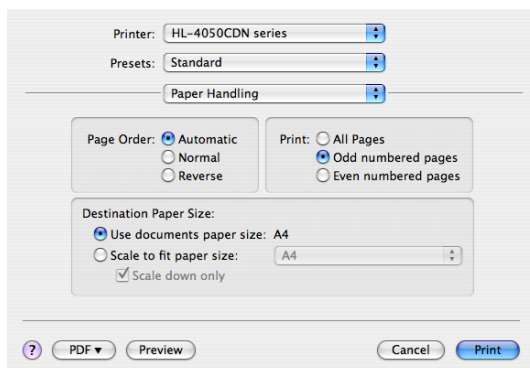 Printer: HL-4050CDN series
Presets: Standard
Paper Handling
Page Order: Automatic
Normal
Reverse
Print: All Pages
Odd numbered pages
Even numbered pages
Destination Paper Size:
Use documents paper size: A4
Scale to fit paper size: A4
Scale down only
? PDF ▼ Preview Cancel Print